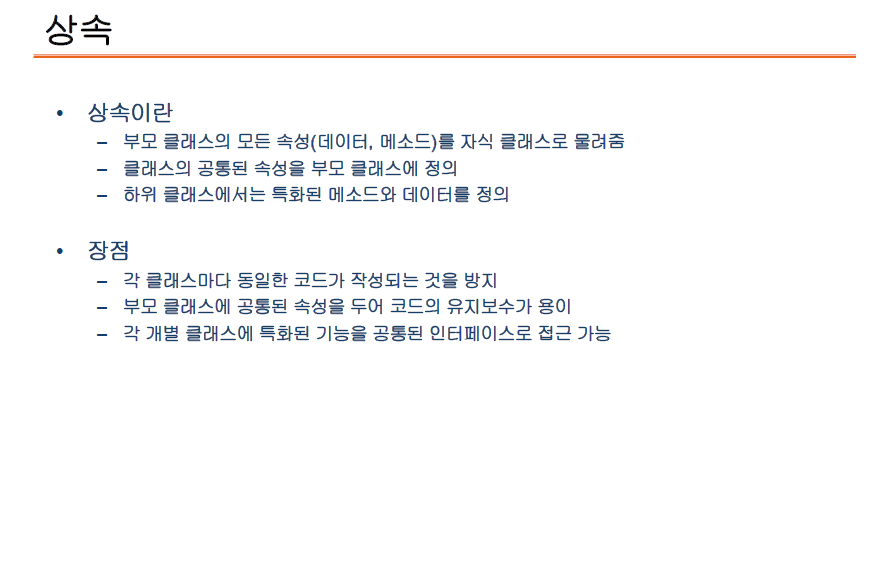 상속
• 상속이란
– 부모 클래스의 모든 속성(데이터, 메소드)를 자식 클래스로 물려줌
– 클래스의 공통된 속성을 부모 클래스에 정의
– 하위 클래스에서는 특화된 메소드와 데이터를 정의
• 장점
– 각 클래스마다 동일한 코드가 작성되는 것을 방지
– 부모 클래스에 공통된 속성을 두어 코드의 유지보수가 용이
– 각 개별 클래스에 특화된 기능을 공통된 인터페이스로 접근 가능